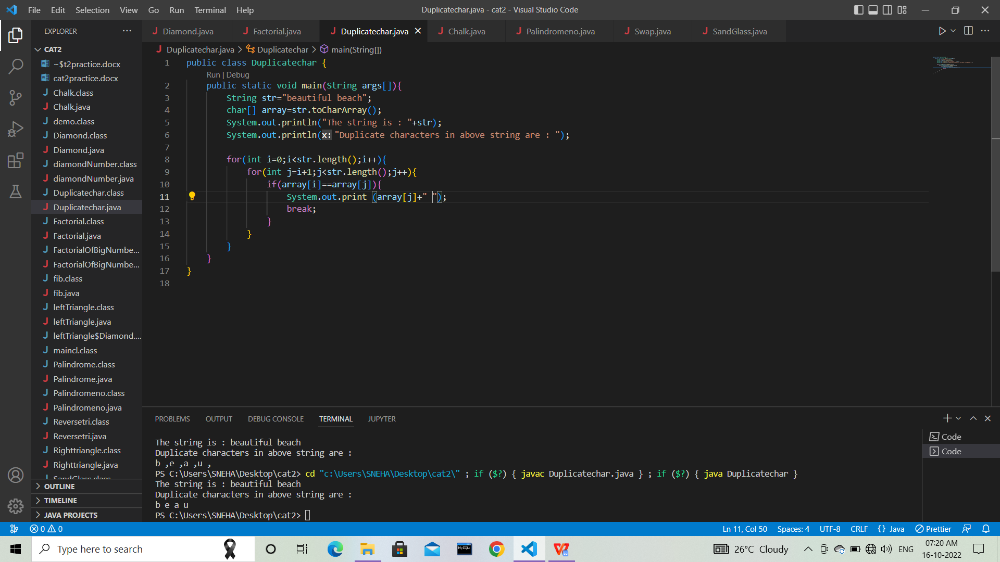 File Edit Selection View Go Run Terminal Help
Duplicatechar.java - cat2 - Visual Studio Code
EXPLORER
Diamond.java
Factorial.java
Duplicatechar.java
Chalk.java
Palindromeno.java
Swap.java
SandGlass.java
CAT2
~$t2practice.docx
cat2practice.docx
Chalk.class
Chalk.java
demo.class
Diamond.class
Diamond.java
diamondNumber.class
diamondNumber.java
Duplicatechar.class
Duplicatechar.java
Factorial.class
Factorial.java
FactorialOfBigNumbe...
FactorialOfBigNumbe...
fib.class
fib.java
leftTriangle.class
leftTriangle.java
leftTriangle$Diamond....
maincl.class
Palindrome.class
Palindrome.java
Palindromeno.class
Palindromeno.java
Reversetri.class
Reversetri.java
Righttriangle.class
Righttriangle.java
SandGlass.class
OUTLINE
TIMELINE
JAVA PROJECTS
Duplicatechar.java > Duplicatechar > main(String[])
1 public class Duplicatechar {
Run | Debug
2 public static void main(String args[]){
3 String str="beautiful beach";
4 char[] array=str.toCharArray();
5 System.out.println("The string is : "+str);
6 System.out.println(x: "Duplicate characters in above string are : ");
7
8 for(int i=0;i<str.length();i++){
9 for(int j=i+1;j<str.length();j++){
10 if(array[i]==array[j]){
11 System.out.print (array[j]+" ");
12 break;
13 }
14 }
15 }
16 }
17 }
18
PROBLEMS OUTPUT DEBUG CONSOLE TERMINAL JUPYTER
The string is : beautiful beach
Duplicate characters in above string are :
b ,e ,a ,u ,
PS C:\Users\SNEHA\Desktop\cat2> cd "c:\Users\SNEHA\Desktop\cat2\" ; if ($?) { javac Duplicatechar.java } ; if ($?) { java Duplicatechar }
The string is : beautiful beach
Duplicate characters in above string are :
b e a u
PS C:\Users\SNEHA\Desktop\cat2>
Code
Code
0 0
Ln 11, Col 50 Spaces: 4 UTF-8 CRLF {} Java Prettier
Type here to search
MySQL
26°C Cloudy
ENG
07:20 AM
16-10-2022